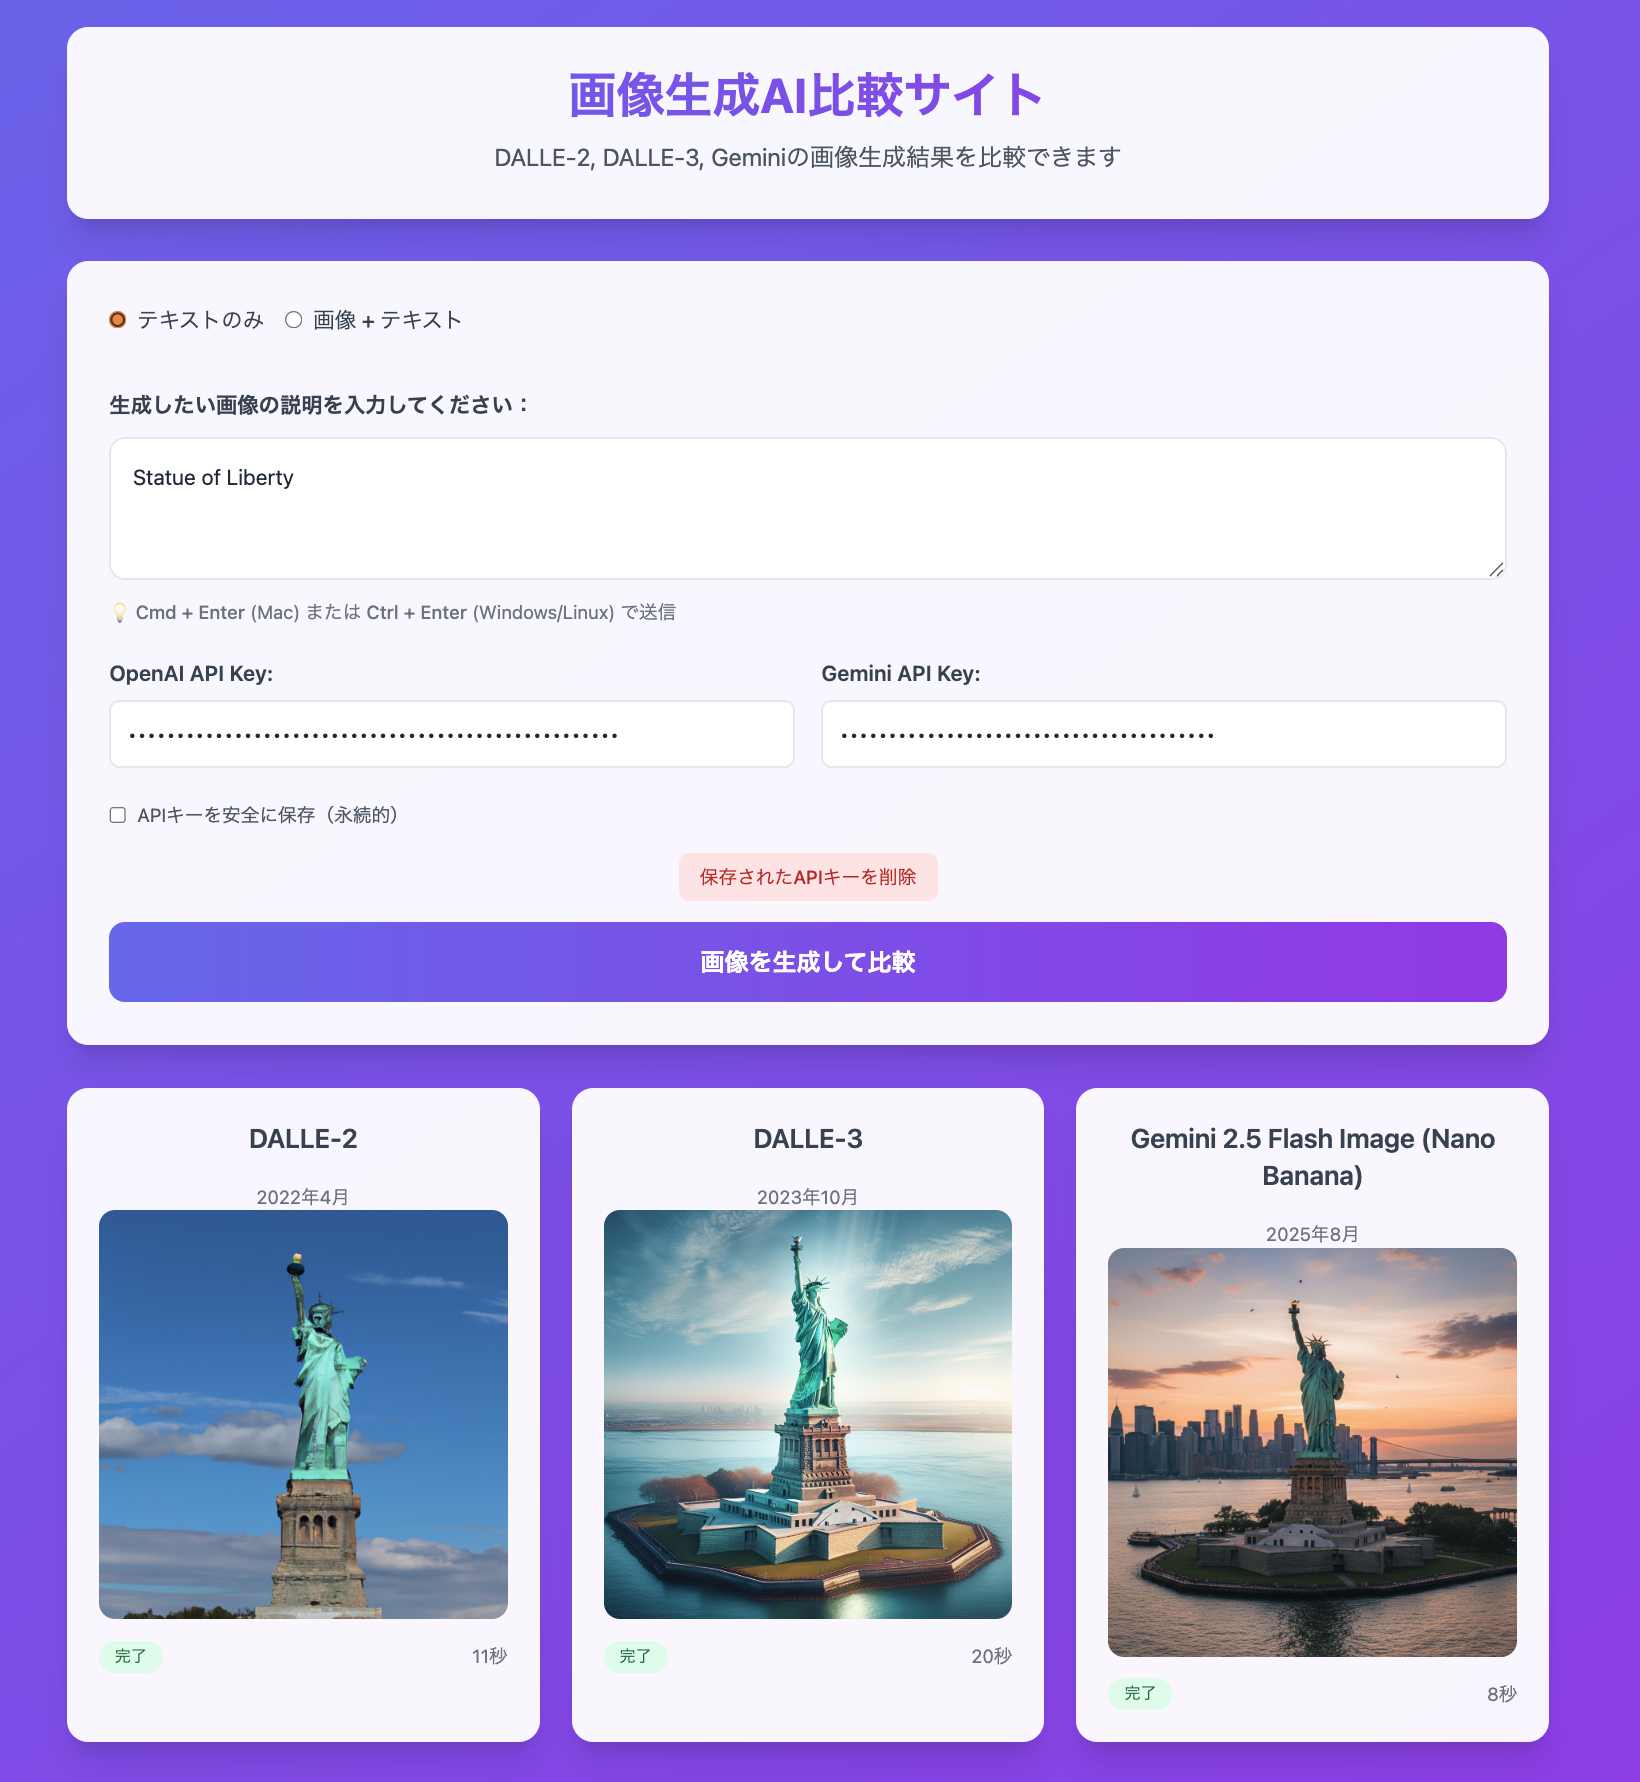 画像生成AI比較サイト
DALLE-2, DALLE-3, Geminiの画像生成結果を比較できます
テキストのみ 画像 + テキスト
生成したい画像の説明を入力してください：
Statue of Liberty
💡 Cmd + Enter (Mac) または Ctrl + Enter (Windows/Linux) で送信
OpenAI API Key:
Gemini API Key:
APIキーを安全に保存（永続的）
保存されたAPIキーを削除
画像を生成して比較
DALLE-2
2022年4月
完了 11秒
DALLE-3
2023年10月
完了 20秒
Gemini 2.5 Flash Image (Nano
Banana)
2025年8月
完了 8秒